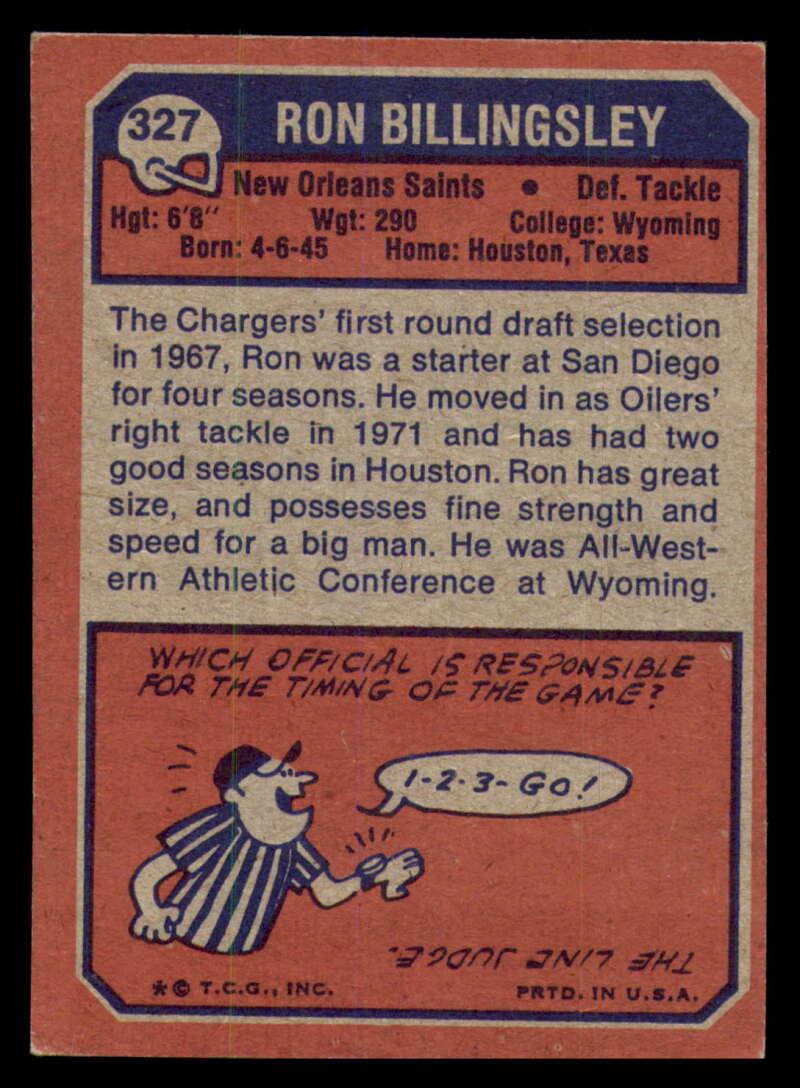 327
RON BILLINGSLEY
New Orleans Saints • Def. Tackle
Hgt: 6'8" Wgt: 290 College: Wyoming
Born: 4-6-45 Home: Houston, Texas
The Chargers' first round draft selection
in 1967, Ron was a starter at San Diego
for four seasons. He moved in as Oilers'
right tackle in 1971 and has had two
good seasons in Houston. Ron has great
size, and possesses fine strength and
speed for a big man. He was All-West-
ern Athletic Conference at Wyoming.
WHICH OFFICIAL IS RESPONSIBLE
FOR THE TIMING OF THE GAME?
1-2-3-GO!
THE LINE JUDGE.
*© T.C.G., INC. PRTD. IN U.S.A.